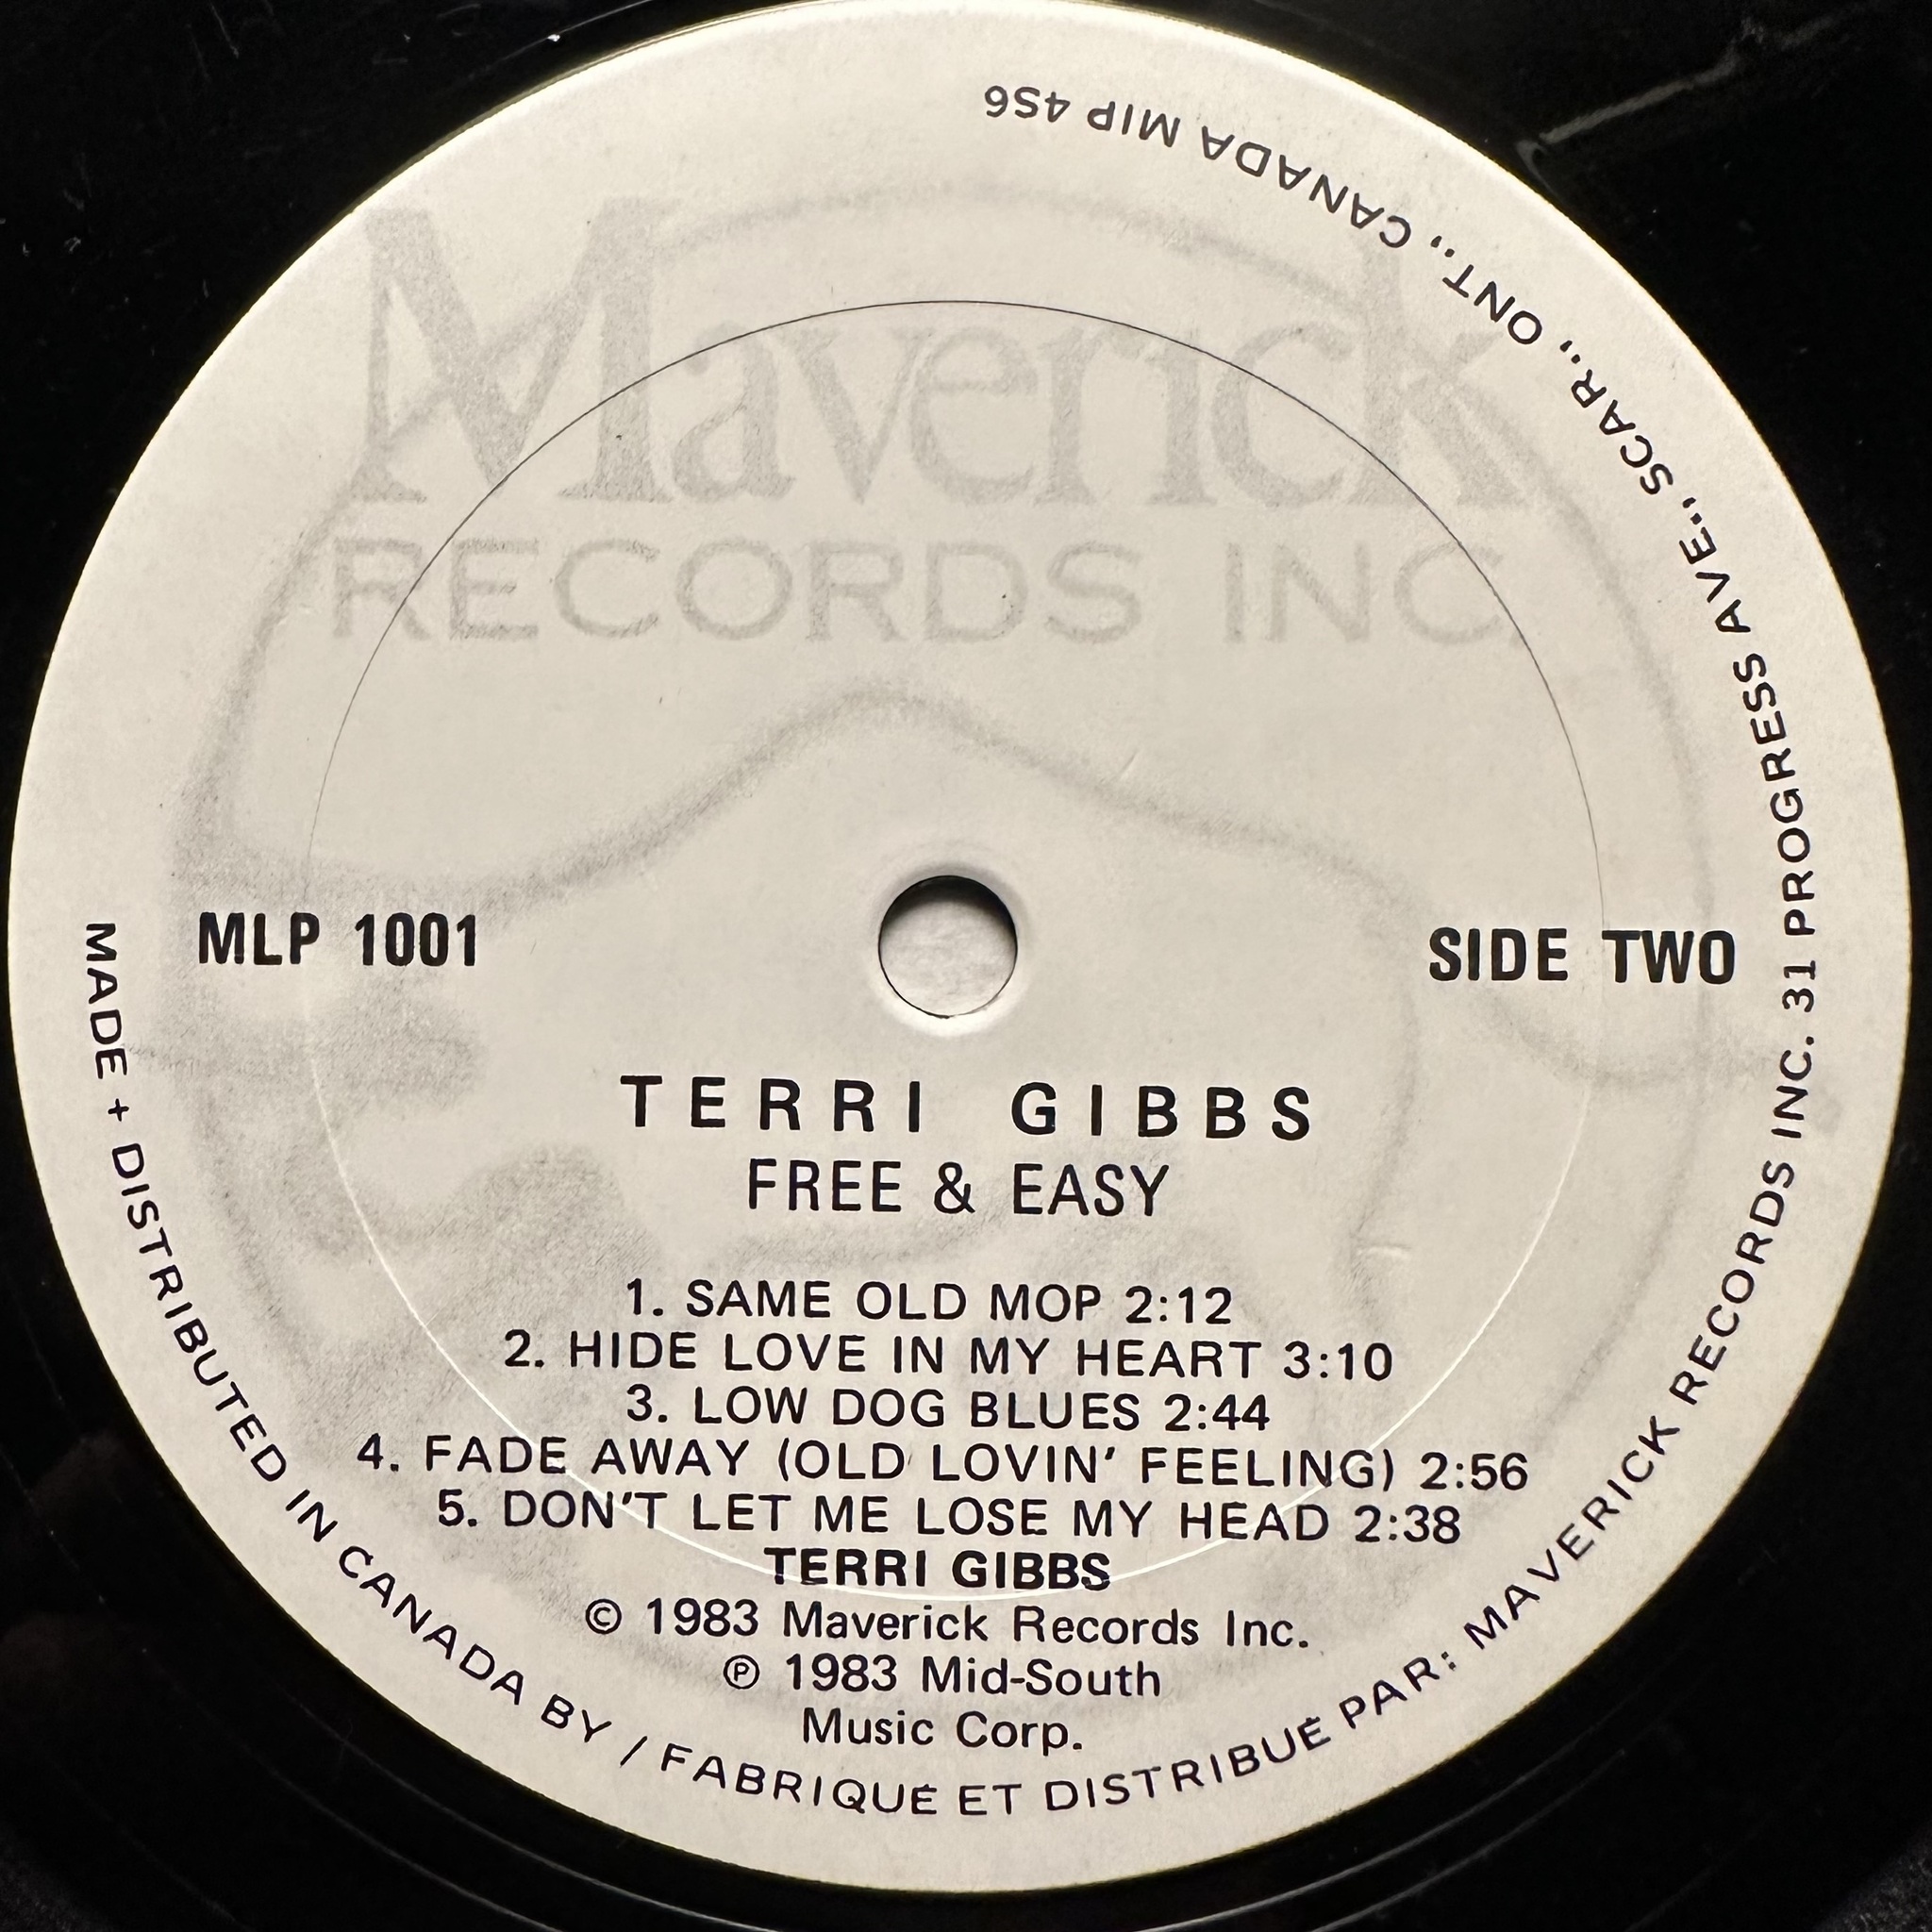 Maverick
RECORDS INC.
MLP 1001
SIDE TWO
TERRI GIBBS
FREE & EASY
1. SAME OLD MOP 2:12
2. HIDE LOVE IN MY HEART 3:10
3. LOW DOG BLUES 2:44
4. FADE AWAY (OLD LOVIN' FEELING) 2:56
5. DON'T LET ME LOSE MY HEAD 2:38
TERRI GIBBS
© 1983 Maverick Records Inc.
℗ 1983 Mid-South
Music Corp.
MADE + DISTRIBUTED IN CANADA BY / FABRIQUÉ ET DISTRIBUÉ PAR: MAVERICK RECORDS INC. 31 PROGRESS AVE., SCAR., ONT., CANADA MIP 4S6